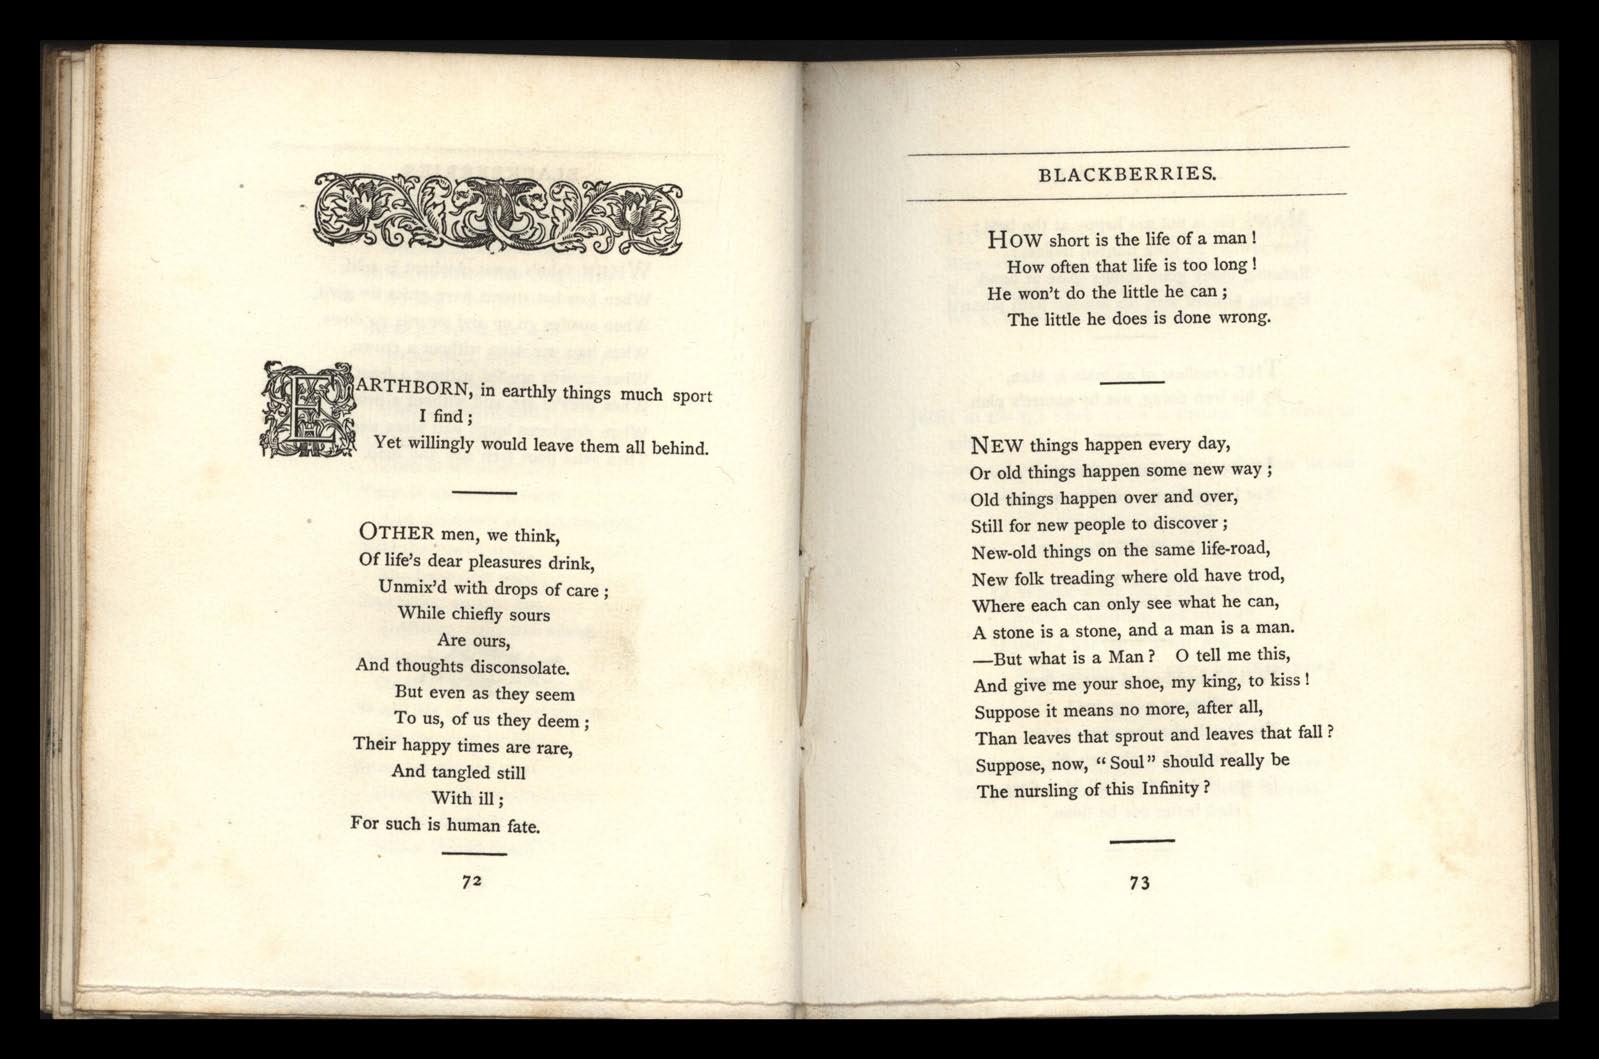 EARTHBORN, in earthly things much sport
I find ;
Yet willingly would leave them all behind.
OTHER men, we think,
Of life's dear pleasures drink,
Unmix'd with drops of care ;
While chiefly sours
Are ours,
And thoughts disconsolate.
But even as they seem
To us, of us they deem ;
Their happy times are rare,
And tangled still
With ill ;
For such is human fate.
72
BLACKBERRIES.
HOW short is the life of a man !
How often that life is too long !
He won't do the little he can ;
The little he does is done wrong.
NEW things happen every day,
Or old things happen some new way ;
Old things happen over and over,
Still for new people to discover ;
New-old things on the same life-road,
New folk treading where old have trod,
Where each can only see what he can,
A stone is a stone, and a man is a man.
—But what is a Man ? O tell me this,
And give me your shoe, my king, to kiss !
Suppose it means no more, after all,
Than leaves that sprout and leaves that fall ?
Suppose, now, “ Soul ” should really be
The nursling of this Infinity ?
73